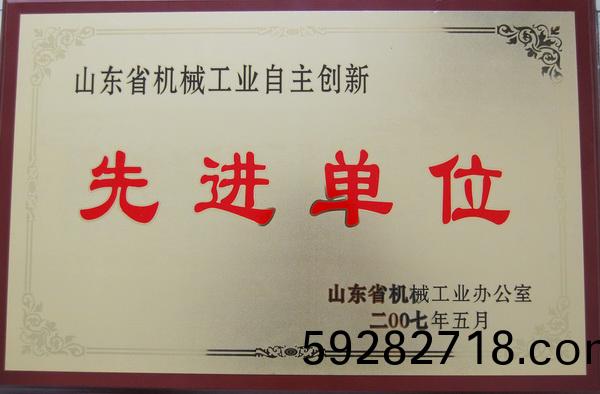 山东省机械工业自主创新
先进单位
山东省机械工业办公室
二00七年五月
59282718.com